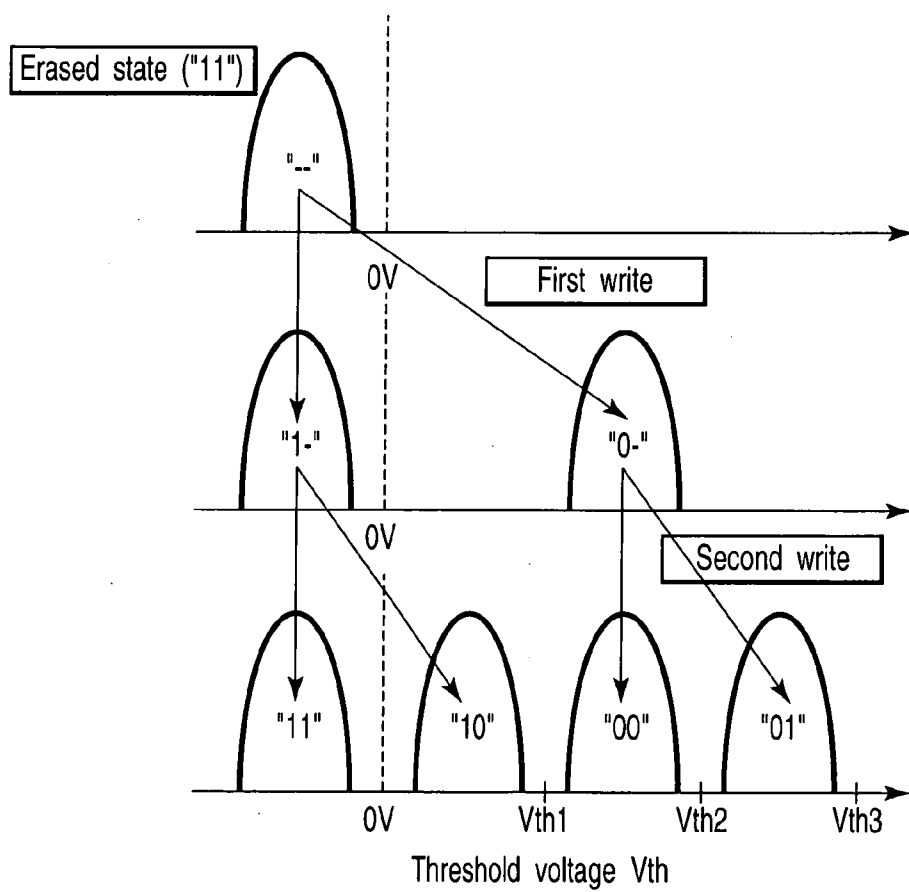 Erased state ("11")
"--"
0V
First write
"1-" "0-"
0V
Second write
"11" "10" "00" "01"
0V Vth1 Vth2 Vth3
Threshold voltage Vth